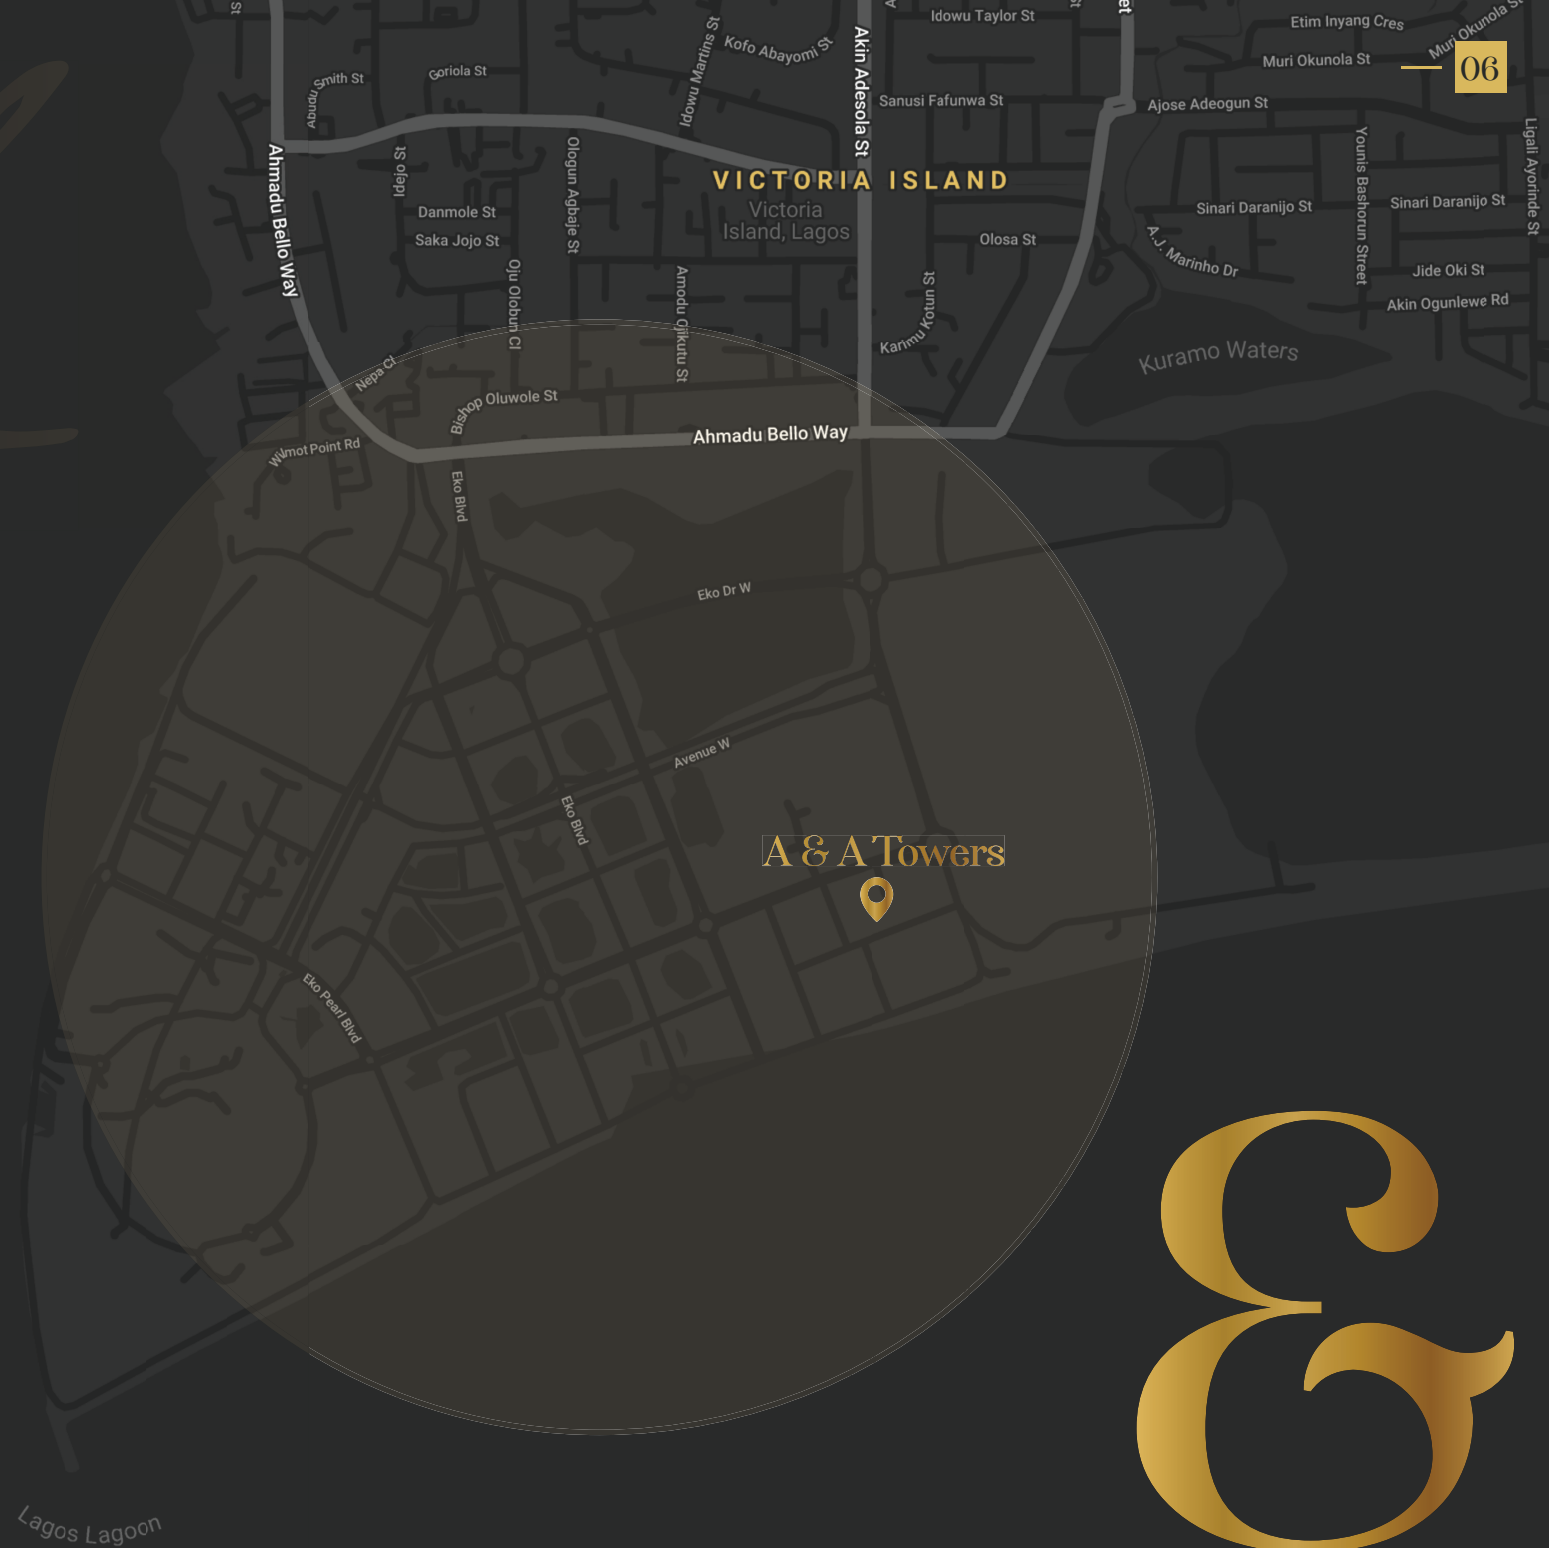 Idowu Taylor St
Etim Inyang Cres
Muri Okunola St
Kofo Abayomi St
Idowu Martins St
Akin Adesola St
Muri Okunola St
06
Goriola St
Abudu Smith St
Sanusi Fafunwa St
Ajose Adeogun St
Ligali Ayorinde St
Younis Bashorun Street
Ahmadu Bello Way
Idejo St
Ologun Agbaje St
VICTORIA ISLAND
Victoria
Island, Lagos
Danmole St
Saka Jojo St
Sinari Daranijo St
Sinari Daranijo St
Olosa St
A.J. Marinho Dr
Jide Oki St
Akin Ogunlewe Rd
Oju Olobun Cl
Amodu Ojikutu St
Karimu Kotun St
Kuramo Waters
Nepa Cl
Bishop Oluwole St
Ahmadu Bello Way
Wilmot Point Rd
Eko Blvd
Eko Dr W
Avenue W
Eko Blvd
A & A Towers
Eko Pearl Blvd
&
Lagos Lagoon